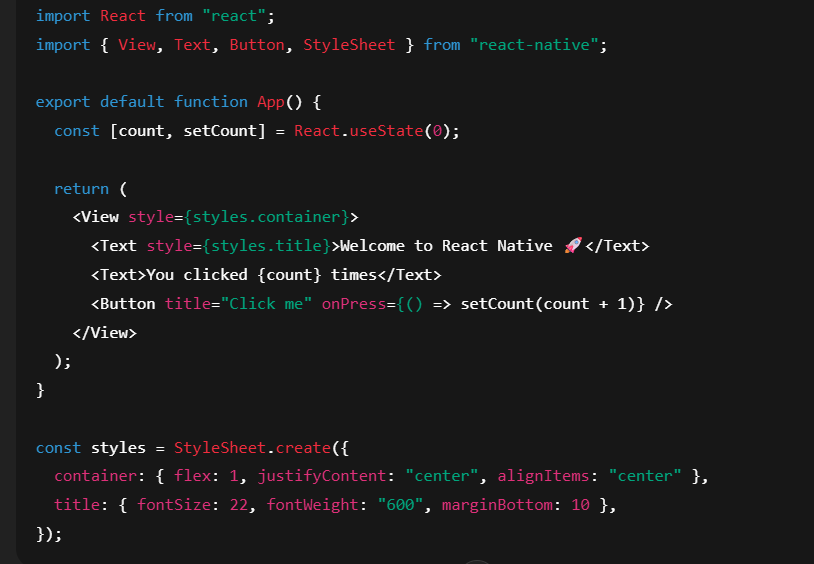 import React from "react";
import { View, Text, Button, StyleSheet } from "react-native";

export default function App() {
  const [count, setCount] = React.useState(0);

  return (
    <View style={styles.container}>
      <Text style={styles.title}>Welcome to React Native 🚀</Text>
      <Text>You clicked {count} times</Text>
      <Button title="Click me" onPress={() => setCount(count + 1)} />
    </View>
  );
}

const styles = StyleSheet.create({
  container: { flex: 1, justifyContent: "center", alignItems: "center" },
  title: { fontSize: 22, fontWeight: "600", marginBottom: 10 },
});